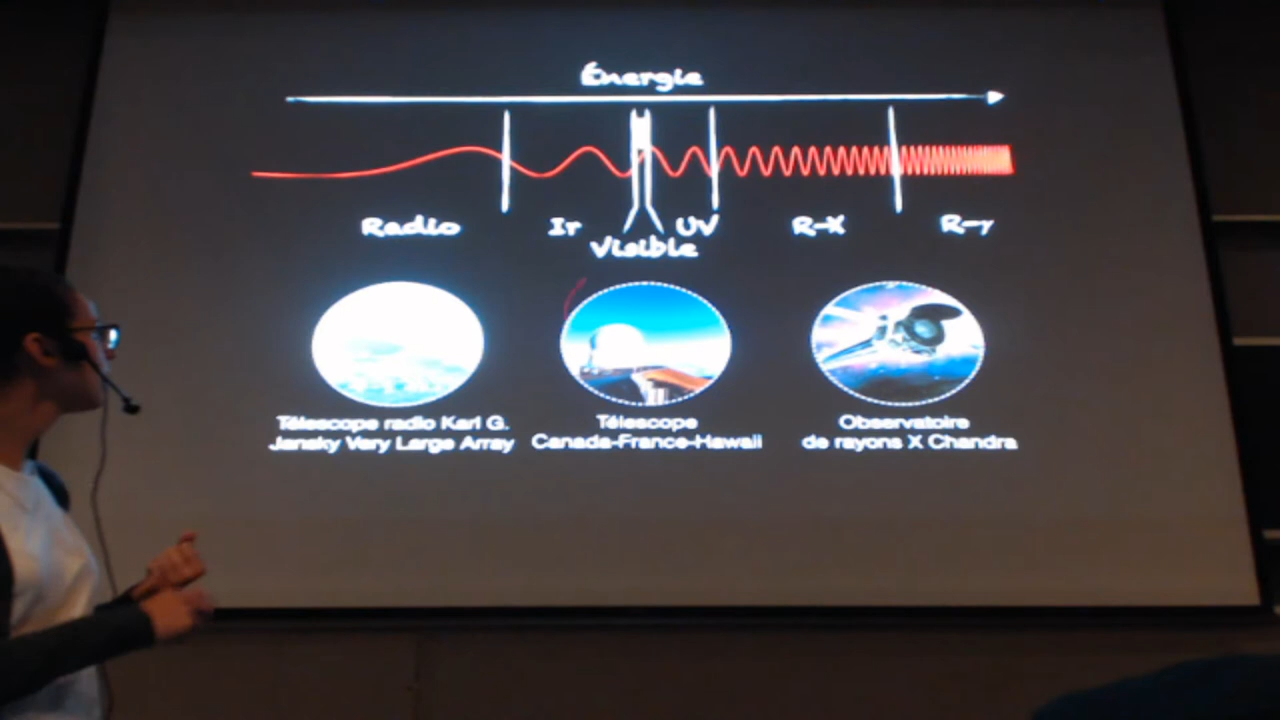 Énergie
Radio
Ir
Visible
UV
R-X
R-γ
Télescope radio Karl G.
Jansky Very Large Array
Télescope
Canada-France-Hawaii
Observatoire
de rayons X Chandra